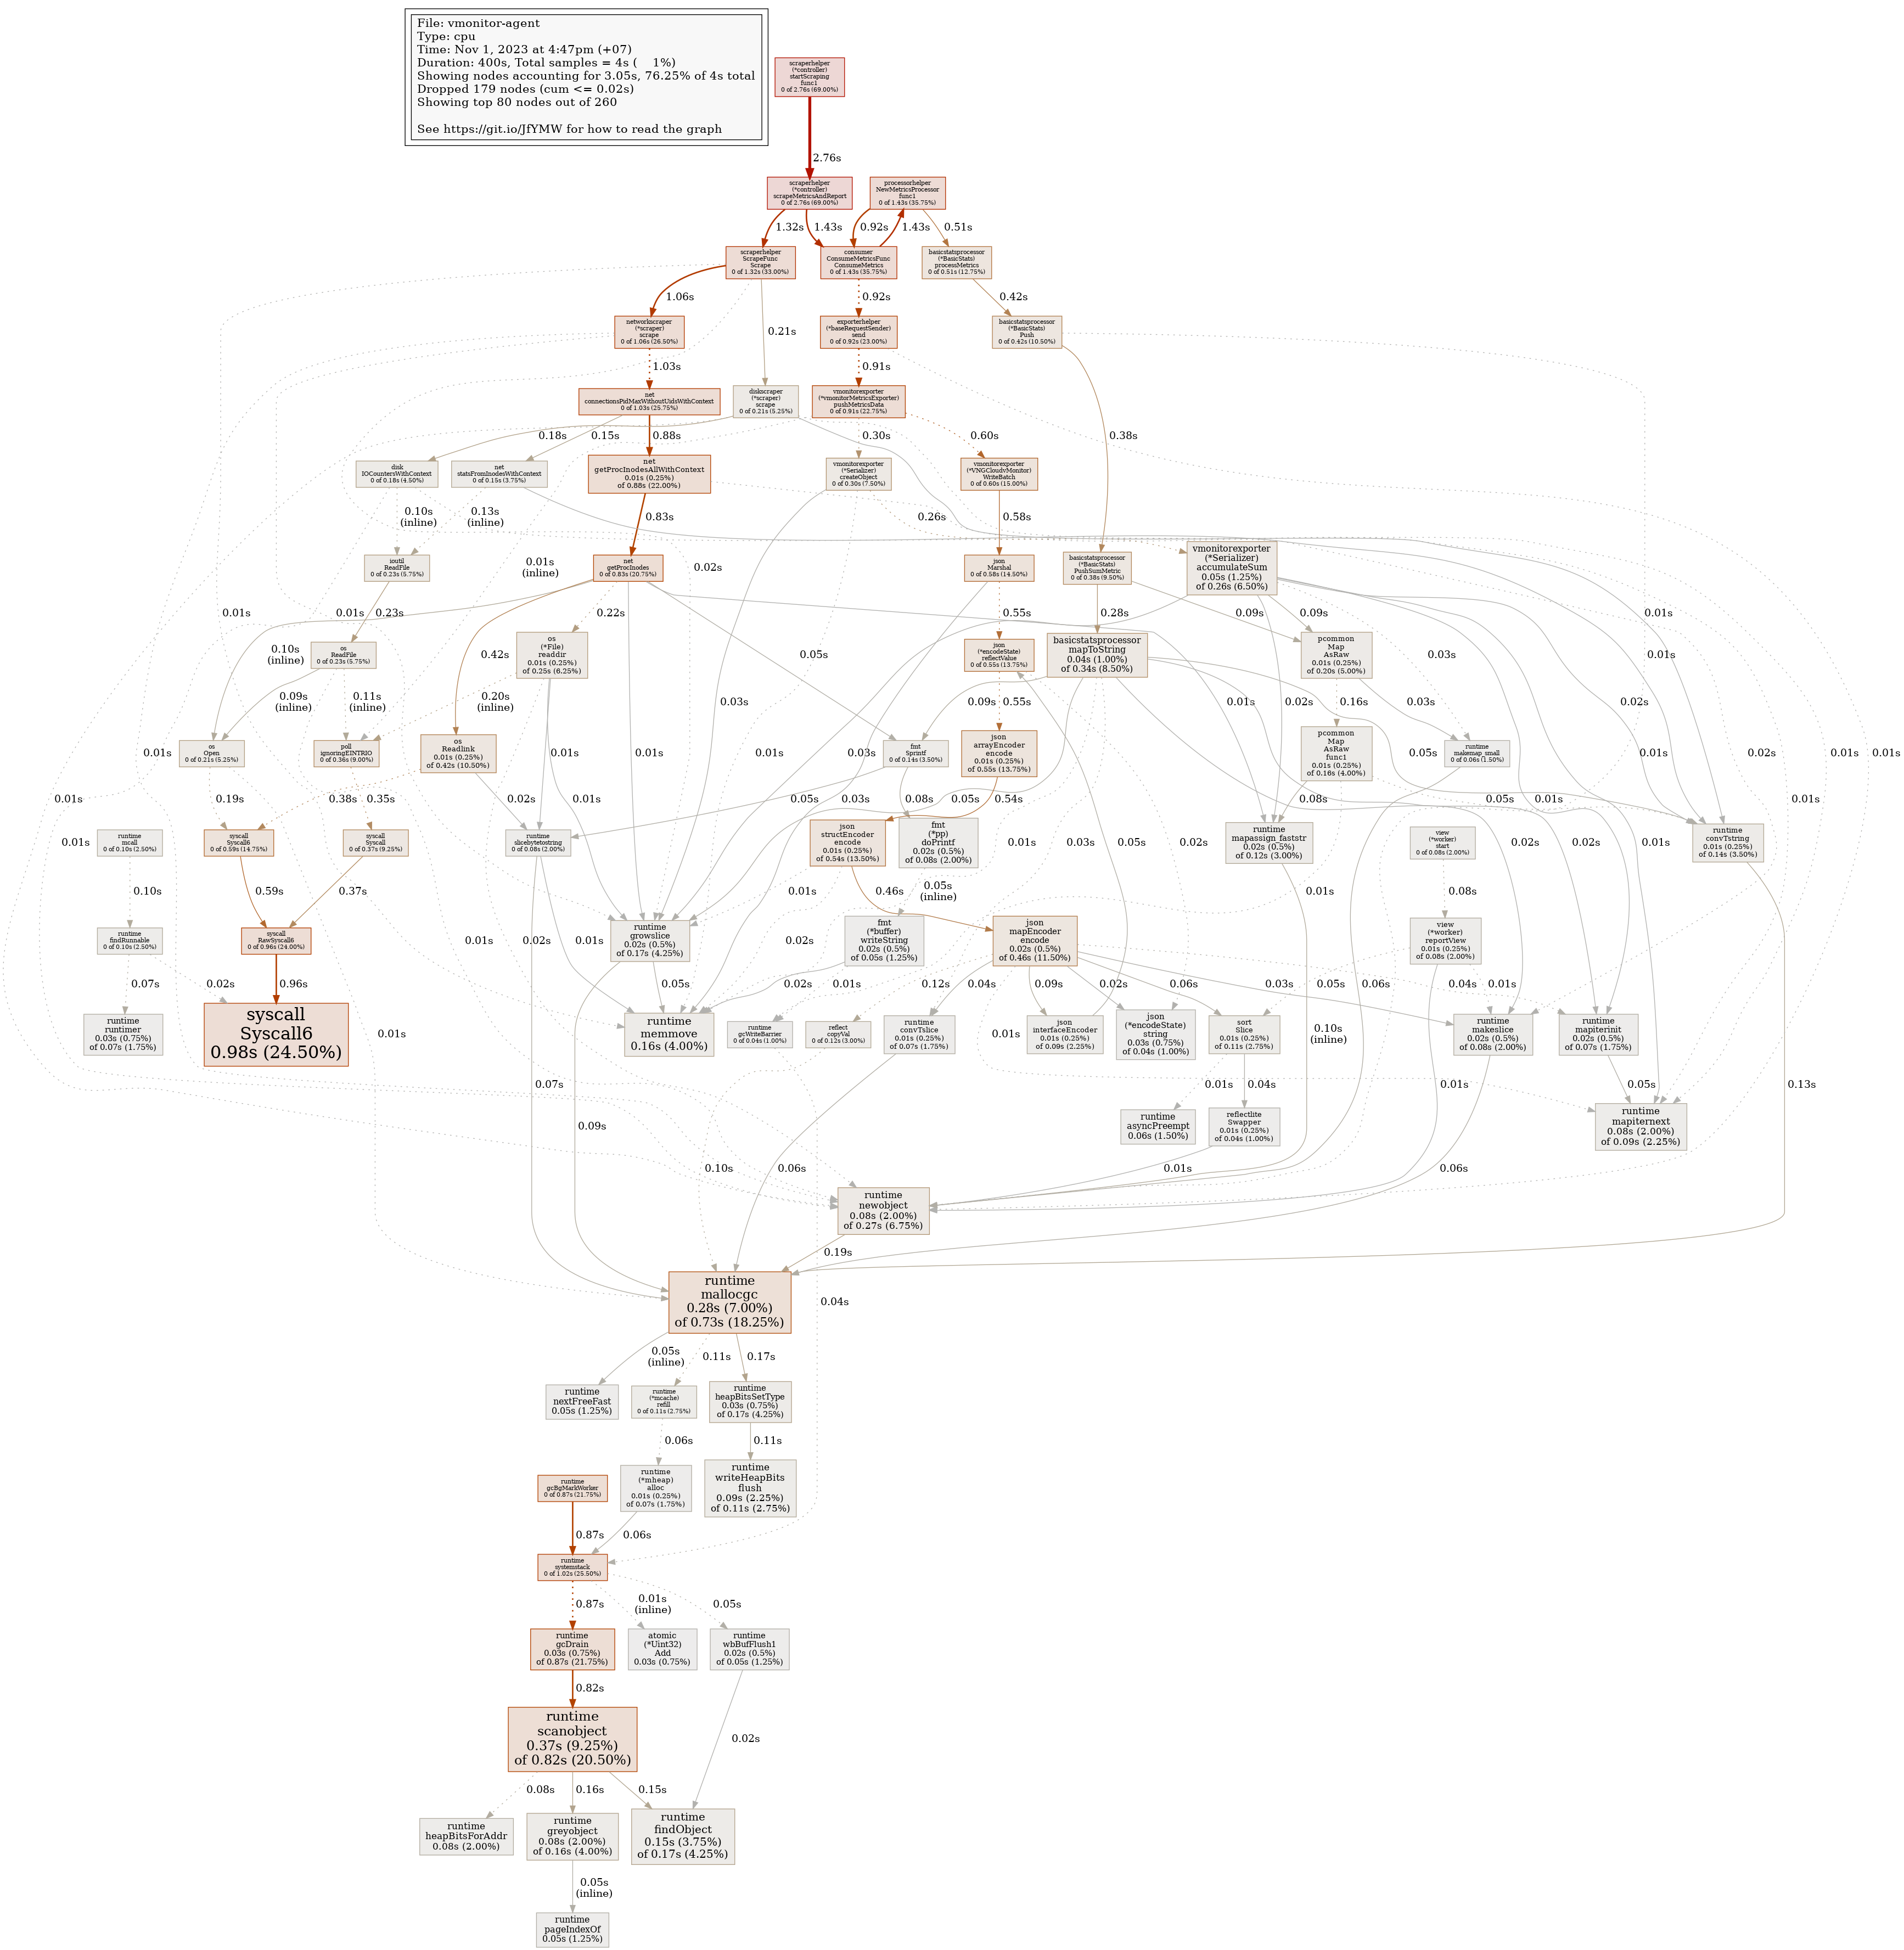 File: vmonitor-agent
Type: cpu
Time: Nov 1, 2023 at 4:47pm (+07)
Duration: 400s, Total samples = 4s ( 1%)
Showing nodes accounting for 3.05s, 76.25% of 4s total
Dropped 179 nodes (cum <= 0.02s)
Showing top 80 nodes out of 260
See https://git.io/JfYMW for how to read the graph
scraperhelper
(*controller)
startScraping
func1
0 of 2.76s (69.00%)
2.76s
scraperhelper
(*controller)
scrapeMetricsAndReport
0 of 2.76s (69.00%)
processorhelper
NewMetricsProcessor
func1
0 of 1.43s (35.75%)
1.32s
1.43s
0.92s
1.43s
0.51s
scraperhelper
ScrapeFunc
Scrape
0 of 1.32s (33.00%)
consumer
ConsumeMetricsFunc
ConsumeMetrics
0 of 1.43s (35.75%)
basicstatsprocessor
(*BasicStats)
processMetrics
0 of 0.51s (12.75%)
1.06s
0.21s
0.92s
0.42s
networkscraper
(*scraper)
scrape
0 of 1.06s (26.50%)
exporterhelper
(*baseRequestSender)
send
0 of 0.92s (23.00%)
basicstatsprocessor
(*BasicStats)
Push
0 of 0.42s (10.50%)
1.03s
0.91s
net
connectionsPidMaxWithoutUidsWithContext
0 of 1.03s (25.75%)
diskscraper
(*scraper)
scrape
0 of 0.21s (5.25%)
vmonitorexporter
(*vmonitorMetricsExporter)
pushMetricsData
0 of 0.91s (22.75%)
0.18s
0.15s
0.88s
0.30s
0.60s
0.38s
disk
IOCountersWithContext
0 of 0.18s (4.50%)
net
statsFromInodesWithContext
0 of 0.15s (3.75%)
net
getProcInodesAllWithContext
0.01s (0.25%)
of 0.88s (22.00%)
vmonitorexporter
(*Serializer)
createObject
0 of 0.30s (7.50%)
vmonitorexporter
(*VNGCloudvMonitor)
WriteBatch
0 of 0.60s (15.00%)
0.10s
(inline)
0.13s
(inline)
0.83s
0.26s
0.58s
ioutil
ReadFile
0 of 0.23s (5.75%)
0.01s
(inline)
net
getProcInodes
0 of 0.83s (20.75%)
0.02s
json
Marshal
0 of 0.58s (14.50%)
basicstatsprocessor
(*BasicStats)
PushSumMetric
0 of 0.38s (9.50%)
vmonitorexporter
(*Serializer)
accumulateSum
0.05s (1.25%)
of 0.26s (6.50%)
0.01s
0.01s
0.23s
0.22s
0.55s
0.28s
0.09s
0.09s
0.01s
0.10s
(inline)
os
ReadFile
0 of 0.23s (5.75%)
0.42s
os
(*File)
readdir
0.01s (0.25%)
of 0.25s (6.25%)
0.05s
json
(*encodeState)
reflectValue
0 of 0.55s (13.75%)
basicstatsprocessor
mapToString
0.04s (1.00%)
of 0.34s (8.50%)
pcommon
Map
AsRaw
0.01s (0.25%)
of 0.20s (5.00%)
0.03s
0.01s
0.09s
(inline)
0.11s
(inline)
0.20s
(inline)
0.03s
0.55s
0.09s
0.01s
0.02s
0.16s
0.03s
0.02s
0.01s
os
Open
0 of 0.21s (5.25%)
poll
ignoringEINTRIO
0 of 0.36s (9.00%)
os
Readlink
0.01s (0.25%)
of 0.42s (10.50%)
0.01s
0.01s
0.01s
0.03s
fmt
Sprintf
0 of 0.14s (3.50%)
json
arrayEncoder
encode
0.01s (0.25%)
of 0.55s (13.75%)
pcommon
Map
AsRaw
func1
0.01s (0.25%)
of 0.16s (4.00%)
0.05s
runtime
makemap_small
0 of 0.06s (1.50%)
0.01s
0.02s
0.01s
0.01s
0.01s
0.01s
0.19s
0.38s
0.35s
0.02s
0.01s
0.05s
0.08s
0.03s
0.05s
0.54s
0.08s
0.05s
0.01s
0.01s
runtime
mcall
0 of 0.10s (2.50%)
syscall
Syscall6
0 of 0.59s (14.75%)
syscall
Syscall
0 of 0.37s (9.25%)
runtime
slicebytetostring
0 of 0.08s (2.00%)
json
structEncoder
encode
0.01s (0.25%)
of 0.54s (13.50%)
fmt
(*pp)
doPrintf
0.02s (0.5%)
of 0.08s (2.00%)
0.01s
0.03s
0.05s
0.02s
runtime
mapassign_faststr
0.02s (0.5%)
of 0.12s (3.00%)
view
(*worker)
start
0 of 0.08s (2.00%)
0.02s
0.02s
0.01s
runtime
convTstring
0.01s (0.25%)
of 0.14s (3.50%)
0.10s
0.59s
0.37s
0.01s
0.46s
0.05s
(inline)
0.01s
0.08s
runtime
findRunnable
0 of 0.10s (2.50%)
syscall
RawSyscall6
0 of 0.96s (24.00%)
0.01s
0.02s
0.01s
runtime
growslice
0.02s (0.5%)
of 0.17s (4.25%)
0.02s
fmt
(*buffer)
writeString
0.02s (0.5%)
of 0.05s (1.25%)
json
mapEncoder
encode
0.02s (0.5%)
of 0.46s (11.50%)
view
(*worker)
reportView
0.01s (0.25%)
of 0.08s (2.00%)
0.07s
0.02s
0.96s
0.05s
0.02s
0.01s
0.12s
0.04s
0.09s
0.02s
0.06s
0.03s
0.05s
0.04s
0.01s
0.06s
runtime
runtimer
0.03s (0.75%)
of 0.07s (1.75%)
syscall
Syscall6
0.98s (24.50%)
0.01s
runtime
memmove
0.16s (4.00%)
runtime
gcWriteBarrier
0 of 0.04s (1.00%)
reflect
copyVal
0 of 0.12s (3.00%)
runtime
convTslice
0.01s (0.25%)
of 0.07s (1.75%)
0.01s
json
interfaceEncoder
0.01s (0.25%)
of 0.09s (2.25%)
json
(*encodeState)
string
0.03s (0.75%)
of 0.04s (1.00%)
sort
Slice
0.01s (0.25%)
of 0.11s (2.75%)
0.10s
(inline)
runtime
makeslice
0.02s (0.5%)
of 0.08s (2.00%)
runtime
mapiterinit
0.02s (0.5%)
of 0.07s (1.75%)
0.07s
0.01s
0.04s
0.01s
0.05s
0.13s
0.09s
runtime
asyncPreempt
0.06s (1.50%)
reflectlite
Swapper
0.01s (0.25%)
of 0.04s (1.00%)
runtime
mapiternext
0.08s (2.00%)
of 0.09s (2.25%)
0.10s
0.06s
0.01s
0.06s
runtime
newobject
0.08s (2.00%)
of 0.27s (6.75%)
0.19s
runtime
mallocgc
0.28s (7.00%)
of 0.73s (18.25%)
0.04s
0.05s
(inline)
0.11s
0.17s
runtime
nextFreeFast
0.05s (1.25%)
runtime
(*mcache)
refill
0 of 0.11s (2.75%)
runtime
heapBitsSetType
0.03s (0.75%)
of 0.17s (4.25%)
0.06s
0.11s
runtime
gcBgMarkWorker
0 of 0.87s (21.75%)
runtime
(*mheap)
alloc
0.01s (0.25%)
of 0.07s (1.75%)
runtime
writeHeapBits
flush
0.09s (2.25%)
of 0.11s (2.75%)
0.87s
0.06s
runtime
systemstack
0 of 1.02s (25.50%)
0.87s
0.01s
(inline)
0.05s
runtime
gcDrain
0.03s (0.75%)
of 0.87s (21.75%)
atomic
(*Uint32)
Add
0.03s (0.75%)
runtime
wbBufFlush1
0.02s (0.5%)
of 0.05s (1.25%)
0.82s
runtime
scanobject
0.37s (9.25%)
of 0.82s (20.50%)
0.02s
0.08s
0.16s
0.15s
runtime
heapBitsForAddr
0.08s (2.00%)
runtime
greyobject
0.08s (2.00%)
of 0.16s (4.00%)
runtime
findObject
0.15s (3.75%)
of 0.17s (4.25%)
0.05s
(inline)
runtime
pageIndexOf
0.05s (1.25%)